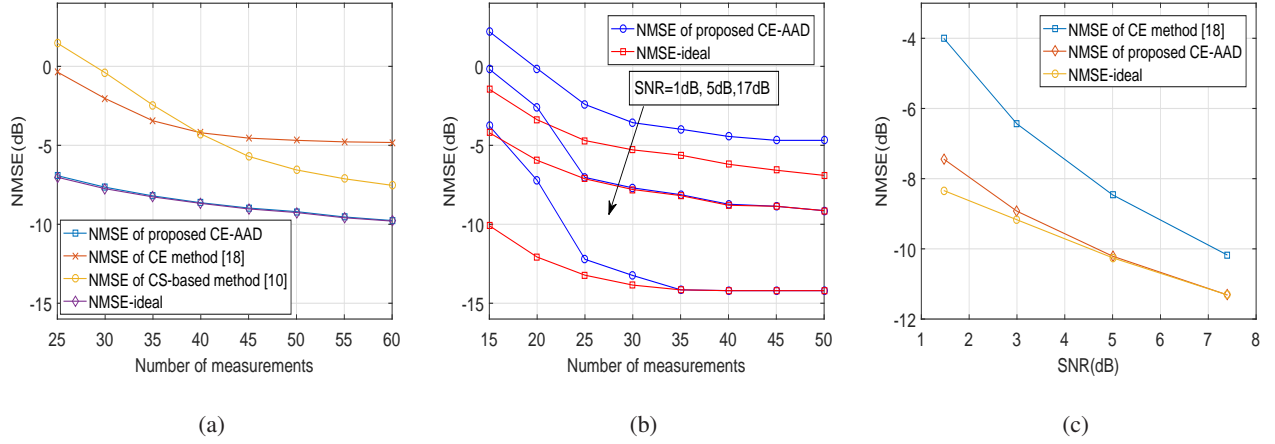 0
-5
-10
-15
NMSE(dB)
25 30 35 40 45 50 55 60
Number of measurements
NMSE of proposed CE-AAD
NMSE of CE method [18]
NMSE of CS-based method [10]
NMSE-ideal
(a)
0
-5
-10
-15
NMSE(dB)
15 20 25 30 35 40 45 50
Number of measurements
NMSE of proposed CE-AAD
NMSE-ideal
SNR=1dB, 5dB,17dB
(b)
-4
-6
-8
-10
-12
NMSE(dB)
1 2 3 4 5 6 7 8
SNR(dB)
NMSE of CE method [18]
NMSE of proposed CE-AAD
NMSE-ideal
(c)